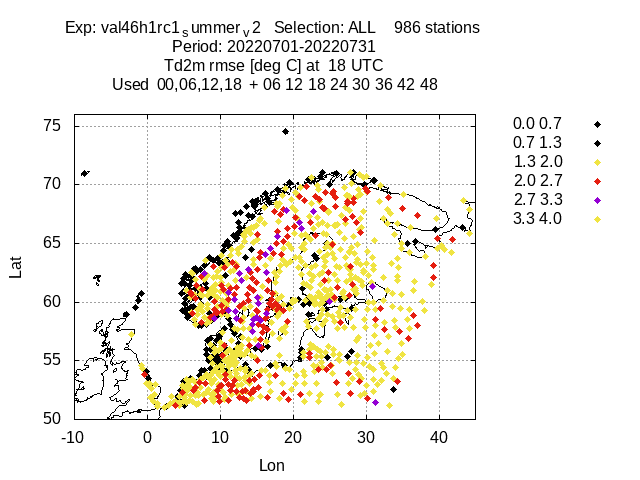 Exp: val46h1rc1summerv2 Selection: ALL 986 stations
Period: 20220701-20220731
Td2m rmse [deg C] at 18 UTC
Used 00,06,12,18 + 06 12 18 24 30 36 42 48
0.0 0.7
0.7 1.3
1.3 2.0
2.0 2.7
2.7 3.3
3.3 4.0
75
70
65
60
55
50
Lat
-10 0 10 20 30 40
Lon